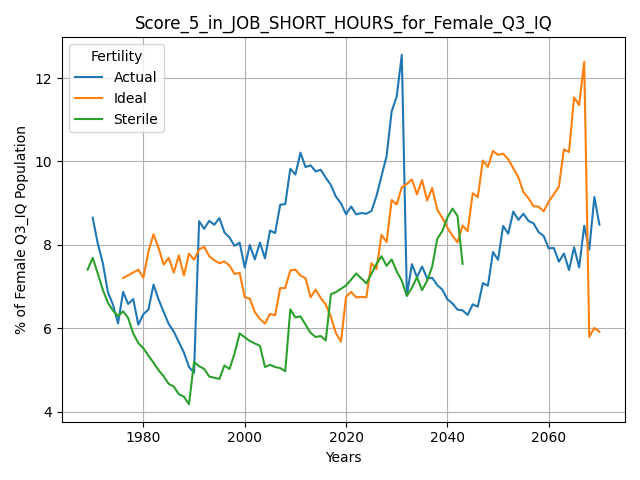 Score_5_in_JOB_SHORT_HOURS_for_Female_Q3_IQ
Fertility
Actual
Ideal
Sterile
% of Female Q3_IQ Population
12
10
8
6
4
1980
2000
2020
2040
2060
Years